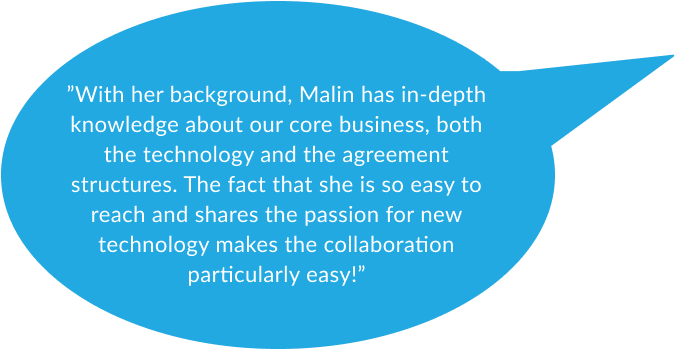 ”With her background, Malin has in-depth
knowledge about our core business, both
the technology and the agreement
structures. The fact that she is so easy to
reach and shares the passion for new
technology makes the collaboration
particularly easy!”